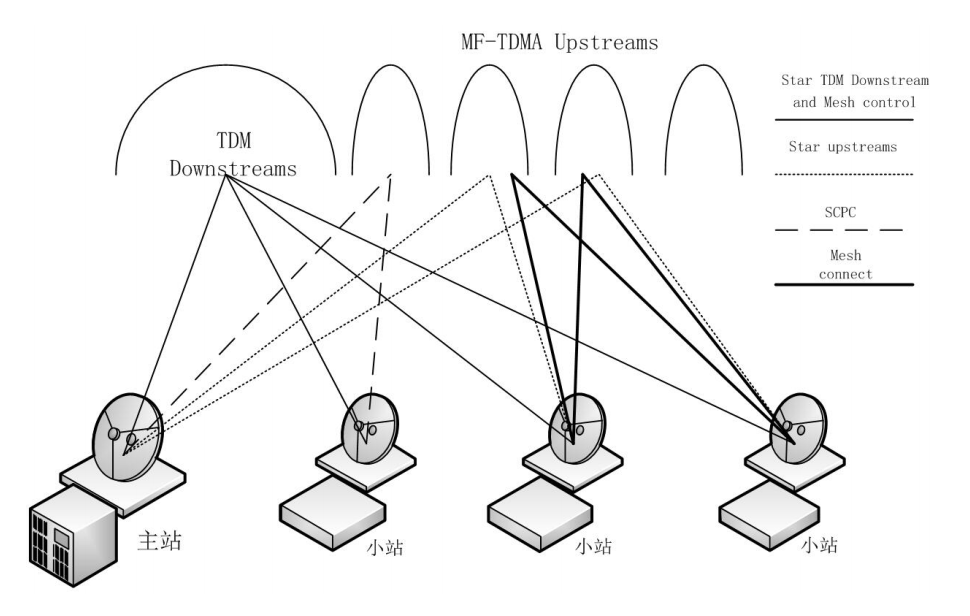 MF-TDMA Upstreams
TDM
Downstreams
Star TDM Downstream
and Mesh control
Star upstreams
SCPC
Mesh
connect
主站
小站
小站
小站